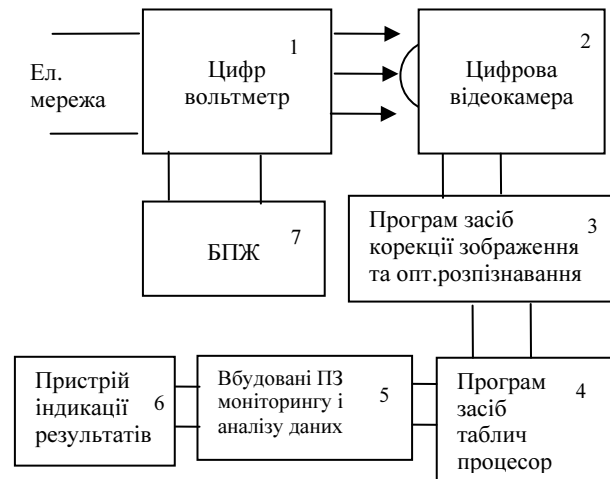 Ел.
мережа
1
Цифр
вольтметр
2
Цифрова
відеокамера
7
БПЖ
3
Програм засіб
корекції зображення
та опт.розпізнавання
6
Пристрій
індикації
результатів
5
Вбудовані ПЗ
моніторингу і
аналізу даних
4
Програм
засіб
таблич
процесор